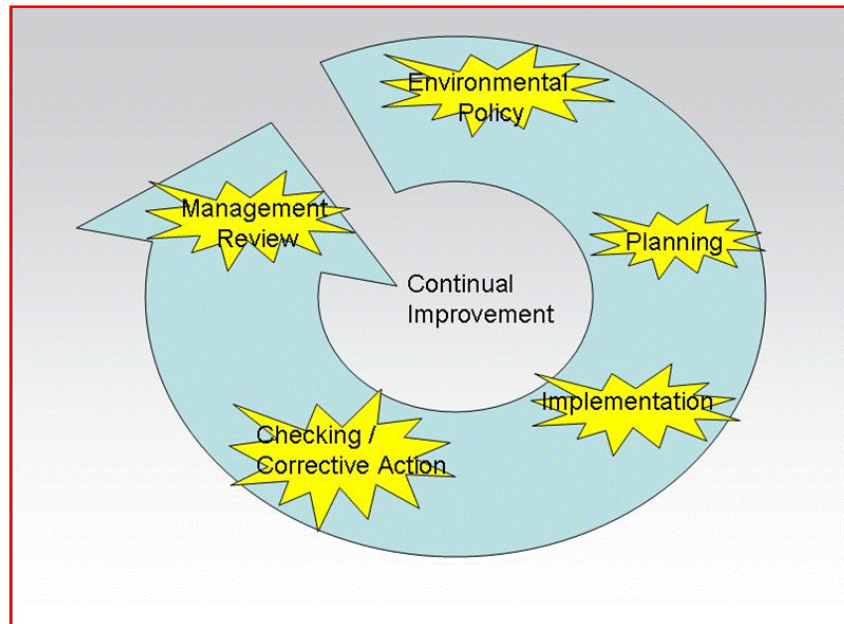 Environmental
Policy
Planning
Implementation
Checking /
Corrective Action
Management
Review
Continual
Improvement